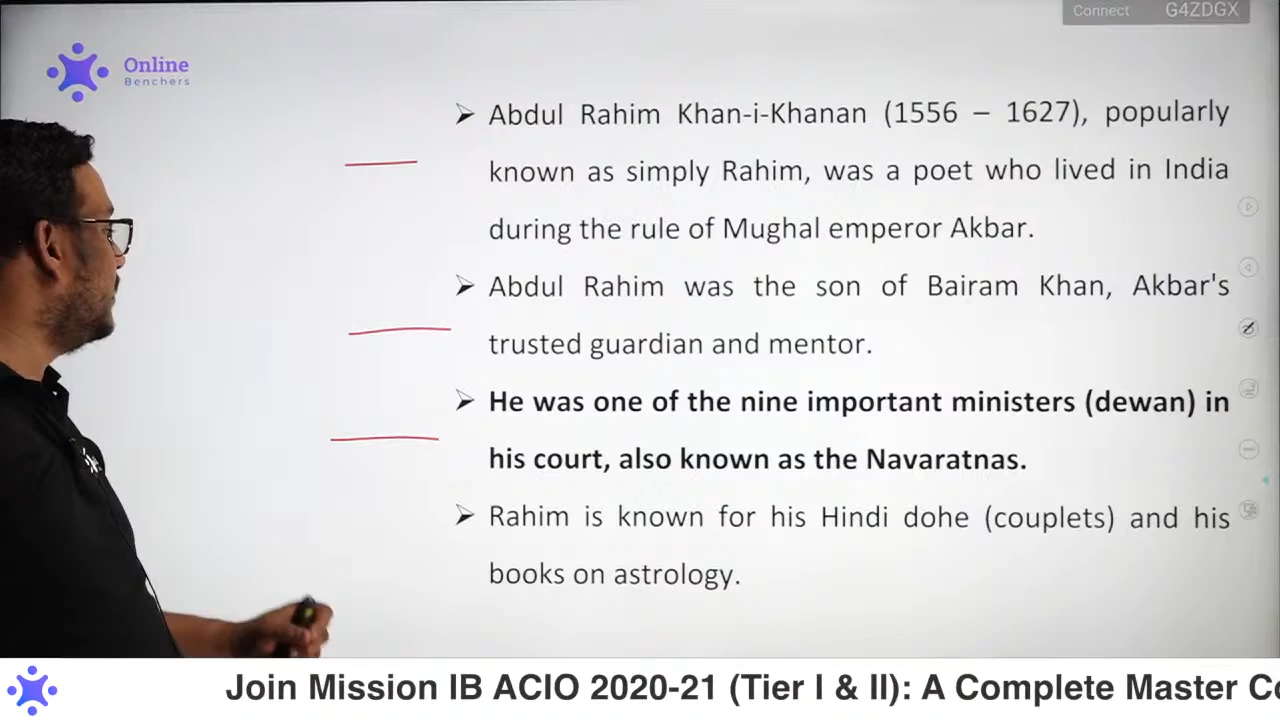 Connect G4ZDGX
Online
Benchers
➢ Abdul Rahim Khan-i-Khanan (1556 – 1627), popularly
known as simply Rahim, was a poet who lived in India
during the rule of Mughal emperor Akbar.
➢ Abdul Rahim was the son of Bairam Khan, Akbar's
trusted guardian and mentor.
➢ He was one of the nine important ministers (dewan) in
his court, also known as the Navaratnas.
➢ Rahim is known for his Hindi dohe (couplets) and his
books on astrology.
Join Mission IB ACIO 2020-21 (Tier I & II): A Complete Master